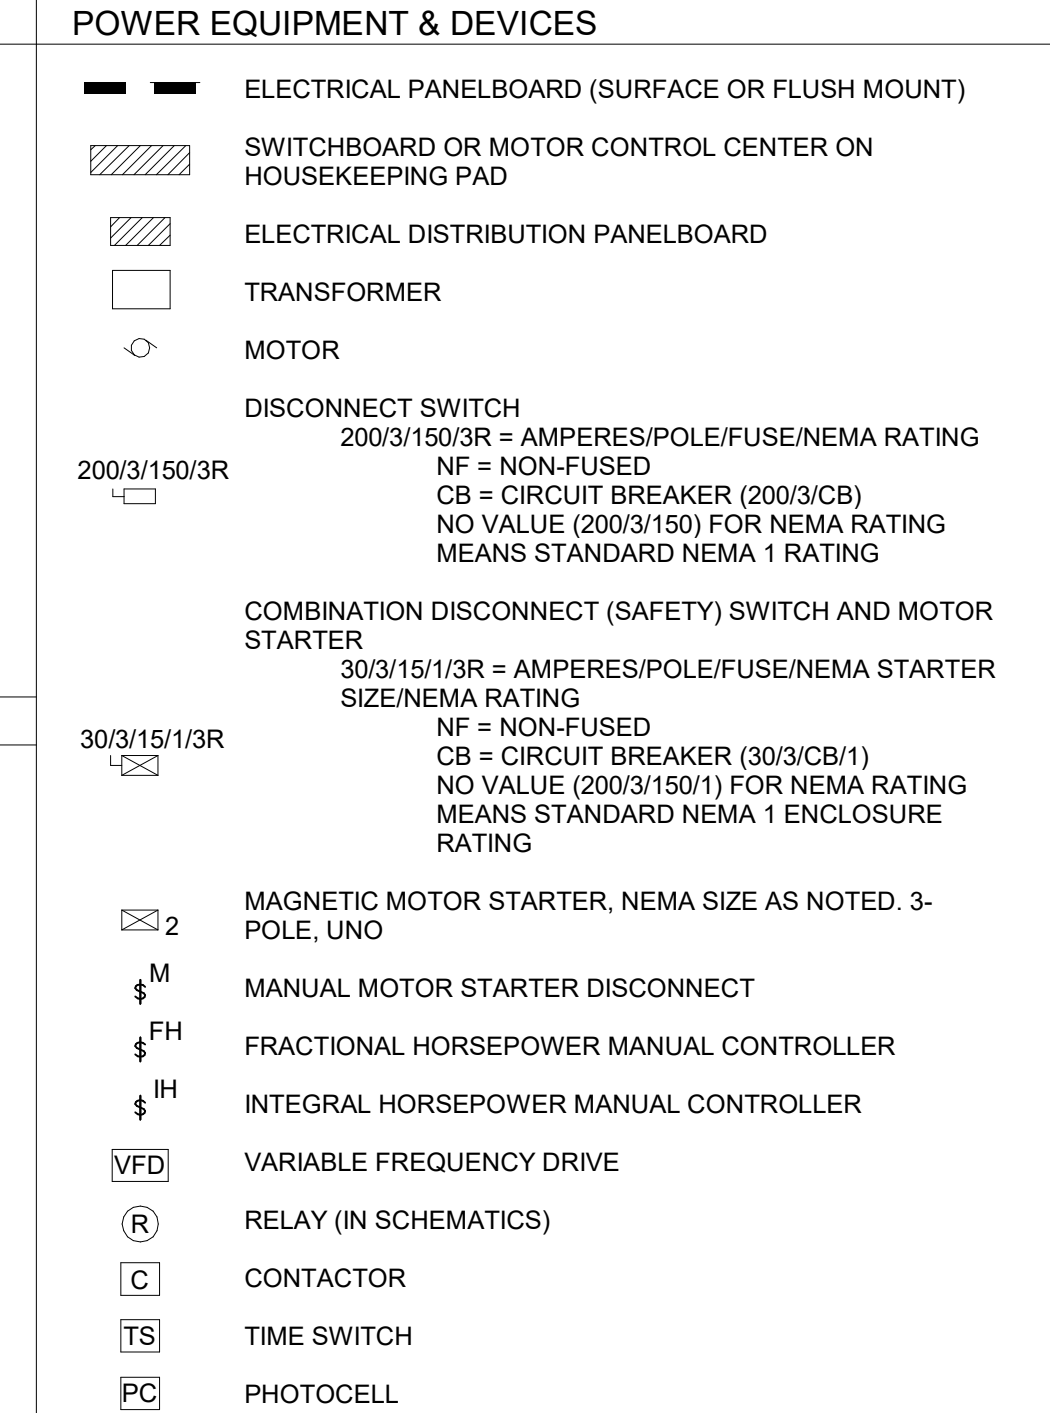 POWER EQUIPMENT & DEVICES
ELECTRICAL PANELBOARD (SURFACE OR FLUSH MOUNT)
SWITCHBOARD OR MOTOR CONTROL CENTER ON
HOUSEKEEPING PAD
ELECTRICAL DISTRIBUTION PANELBOARD
TRANSFORMER
MOTOR
DISCONNECT SWITCH
200/3/150/3R = AMPERES/POLE/FUSE/NEMA RATING
200/3/150/3R
NF = NON-FUSED
CB = CIRCUIT BREAKER (200/3/CB)
NO VALUE (200/3/150) FOR NEMA RATING
MEANS STANDARD NEMA 1 RATING
COMBINATION DISCONNECT (SAFETY) SWITCH AND MOTOR
STARTER
30/3/15/1/3R = AMPERES/POLE/FUSE/NEMA STARTER
SIZE/NEMA RATING
30/3/15/1/3R
NF = NON-FUSED
CB = CIRCUIT BREAKER (30/3/CB/1)
NO VALUE (200/3/150/1) FOR NEMA RATING
MEANS STANDARD NEMA 1 ENCLOSURE
RATING
2
MAGNETIC MOTOR STARTER, NEMA SIZE AS NOTED. 3-
POLE, UNO
$ M MANUAL MOTOR STARTER DISCONNECT
$ FH FRACTIONAL HORSEPOWER MANUAL CONTROLLER
$ IH INTEGRAL HORSEPOWER MANUAL CONTROLLER
VFD VARIABLE FREQUENCY DRIVE
R RELAY (IN SCHEMATICS)
C CONTACTOR
TS TIME SWITCH
PC PHOTOCELL